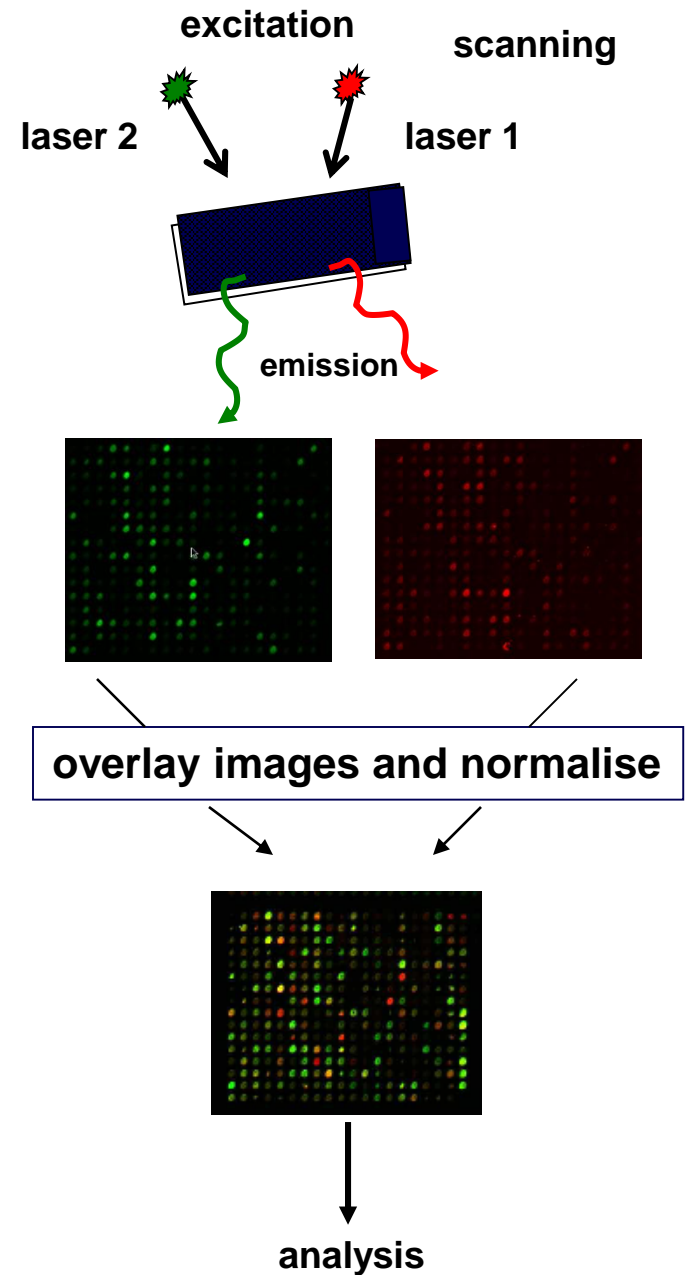 excitation
scanning
laser 2
laser 1
emission
overlay images and normalise
analysis